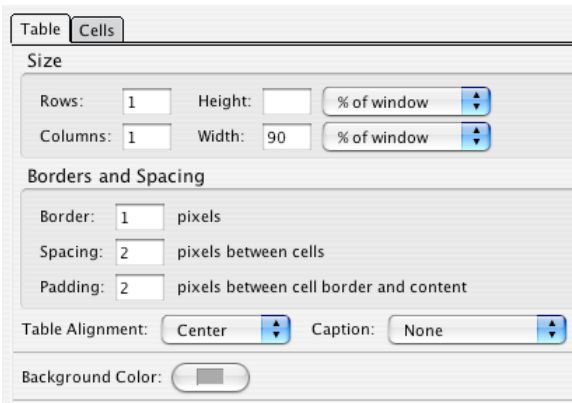 Table Cells
Size
Rows: 1 Height: % of window
Columns: 1 Width: 90 % of window
Borders and Spacing
Border: 1 pixels
Spacing: 2 pixels between cells
Padding: 2 pixels between cell border and content
Table Alignment: Center Caption: None
Background Color: